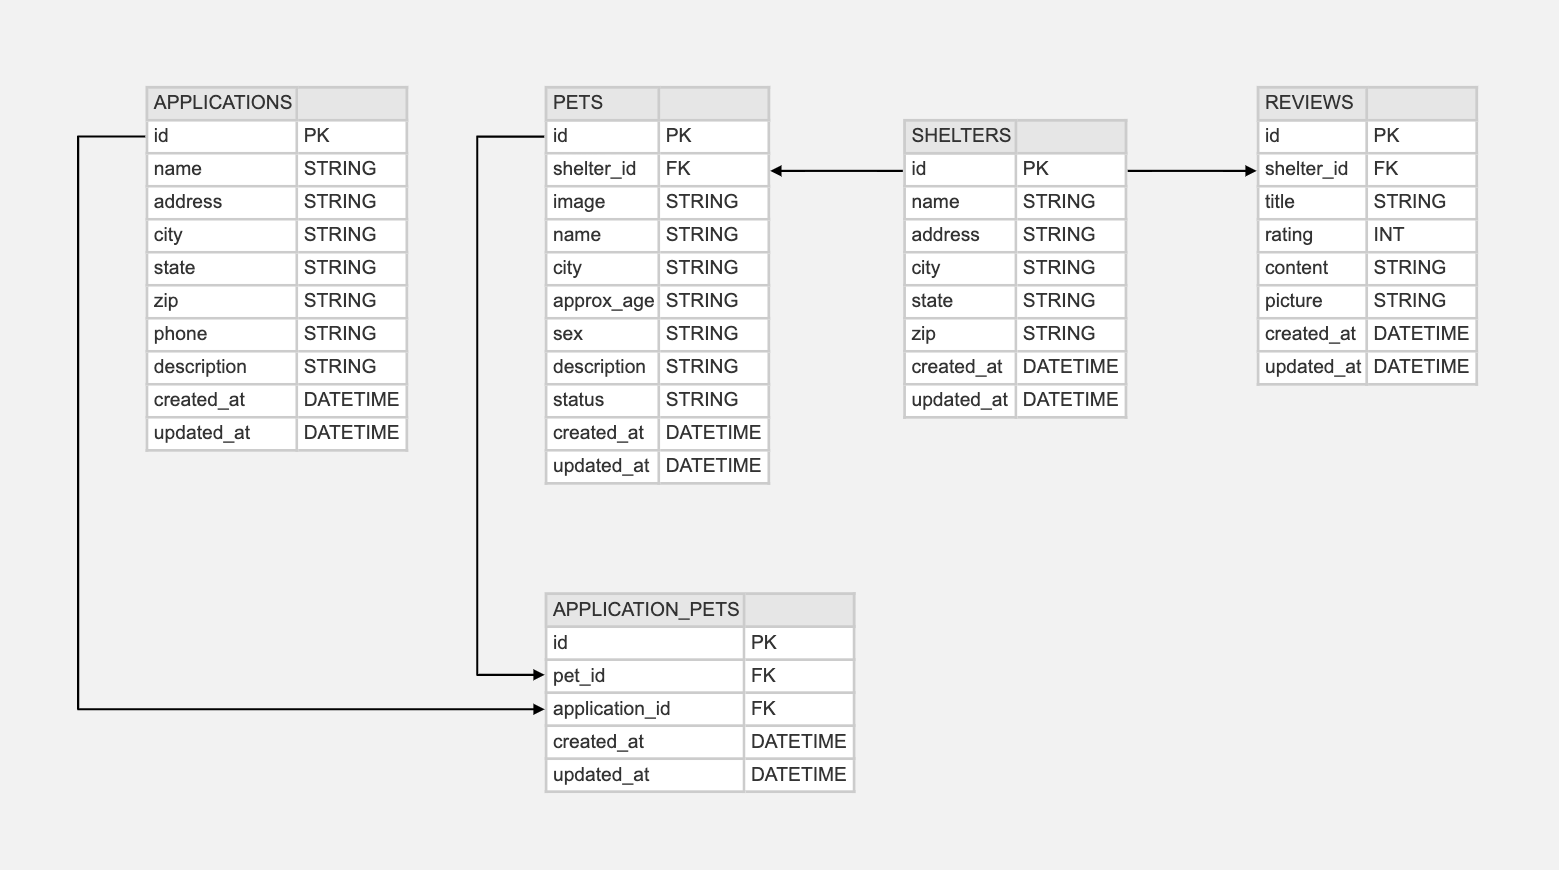 APPLICATIONS
id PK
name STRING
address STRING
city STRING
state STRING
zip STRING
phone STRING
description STRING
created_at DATETIME
updated_at DATETIME
PETS
id PK
shelter_id FK
image STRING
name STRING
city STRING
approx_age STRING
sex STRING
description STRING
status STRING
created_at DATETIME
updated_at DATETIME
SHELTERS
id PK
name STRING
address STRING
city STRING
state STRING
zip STRING
created_at DATETIME
updated_at DATETIME
REVIEWS
id PK
shelter_id FK
title STRING
rating INT
content STRING
picture STRING
created_at DATETIME
updated_at DATETIME
APPLICATION_PETS
id PK
pet_id FK
application_id FK
created_at DATETIME
updated_at DATETIME